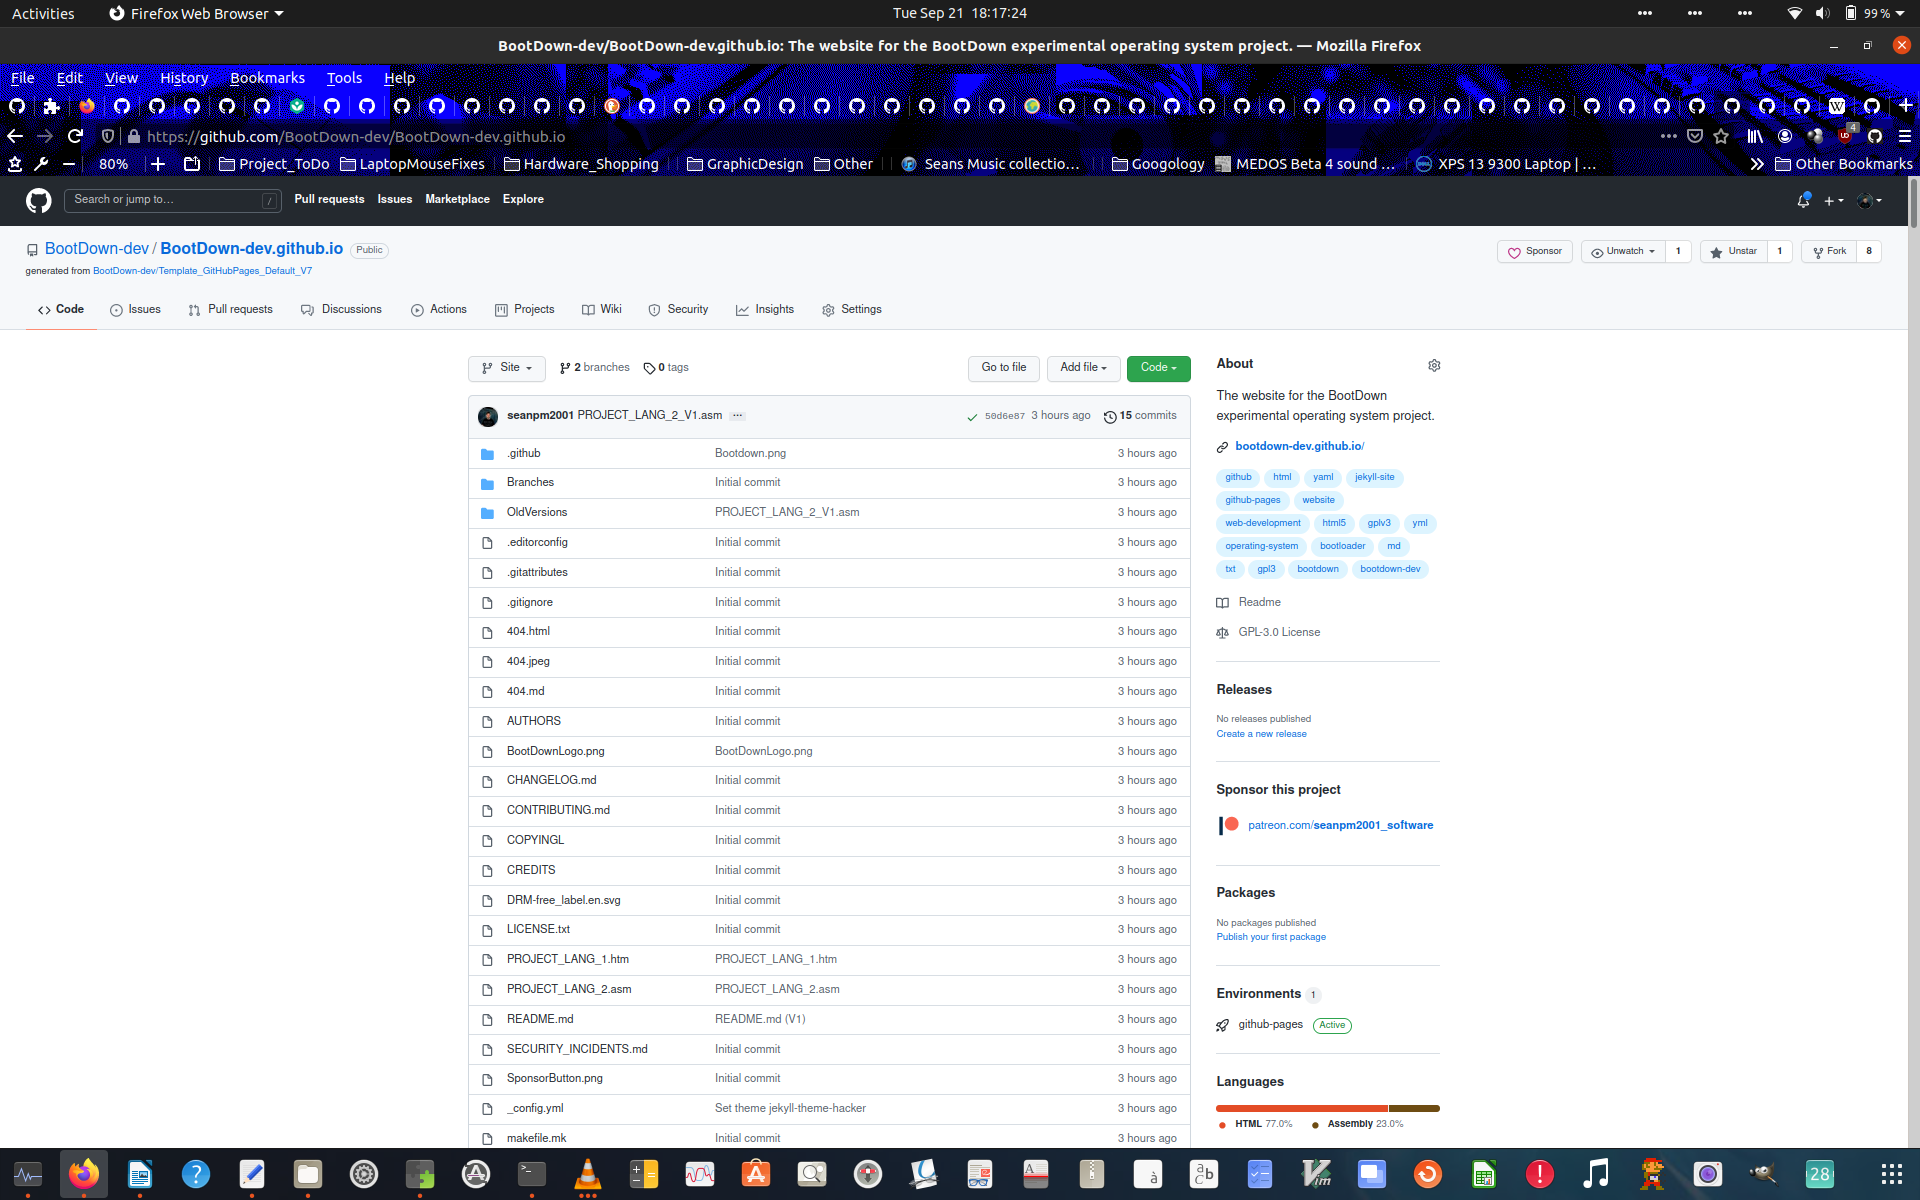 Activities Firefox Web Browser Tue Sep 21 18:17:24 99 %
BootDown-dev/BootDown-dev.github.io: The website for the BootDown experimental operating system project. — Mozilla Firefox
File Edit View History Bookmarks Tools Help
https://github.com/BootDown-dev/BootDown-dev.github.io 4
80% Project_ToDo LaptopMouseFixes Hardware_Shopping GraphicDesign Other Seans Music collectio… Googology MEDOS Beta 4 sound … XPS 13 9300 Laptop | … Other Bookmarks
Search or jump to… / Pull requests Issues Marketplace Explore
BootDown-dev / BootDown-dev.github.io Public Sponsor Unwatch 1 Unstar 1 Fork 8
generated from BootDown-dev/Template_GitHubPages_Default_V7
Code Issues Pull requests Discussions Actions Projects Wiki Security Insights Settings
Site 2 branches 0 tags Go to file Add file Code
seanpm2001 PROJECT_LANG_2_V1.asm ... 50d6e87 3 hours ago 15 commits
.github Bootdown.png 3 hours ago
Branches Initial commit 3 hours ago
OldVersions PROJECT_LANG_2_V1.asm 3 hours ago
.editorconfig Initial commit 3 hours ago
.gitattributes Initial commit 3 hours ago
.gitignore Initial commit 3 hours ago
404.html Initial commit 3 hours ago
404.jpeg Initial commit 3 hours ago
404.md Initial commit 3 hours ago
AUTHORS Initial commit 3 hours ago
BootDownLogo.png BootDownLogo.png 3 hours ago
CHANGELOG.md Initial commit 3 hours ago
CONTRIBUTING.md Initial commit 3 hours ago
COPYINGL Initial commit 3 hours ago
CREDITS Initial commit 3 hours ago
DRM-free_label.en.svg Initial commit 3 hours ago
LICENSE.txt Initial commit 3 hours ago
PROJECT_LANG_1.htm PROJECT_LANG_1.htm 3 hours ago
PROJECT_LANG_2.asm PROJECT_LANG_2.asm 3 hours ago
README.md README.md (V1) 3 hours ago
SECURITY_INCIDENTS.md Initial commit 3 hours ago
SponsorButton.png Initial commit 3 hours ago
_config.yml Set theme jekyll-theme-hacker 3 hours ago
makefile.mk Initial commit 3 hours ago
About
The website for the BootDown
experimental operating system project.
bootdown-dev.github.io/
github html yaml jekyll-site
github-pages website
web-development html5 gplv3 yml
operating-system bootloader md
txt gpl3 bootdown bootdown-dev
Readme
GPL-3.0 License
Releases
No releases published
Create a new release
Sponsor this project
patreon.com/seanpm2001_software
Packages
No packages published
Publish your first package
Environments 1
github-pages Active
Languages
HTML 77.0% Assembly 23.0%
28